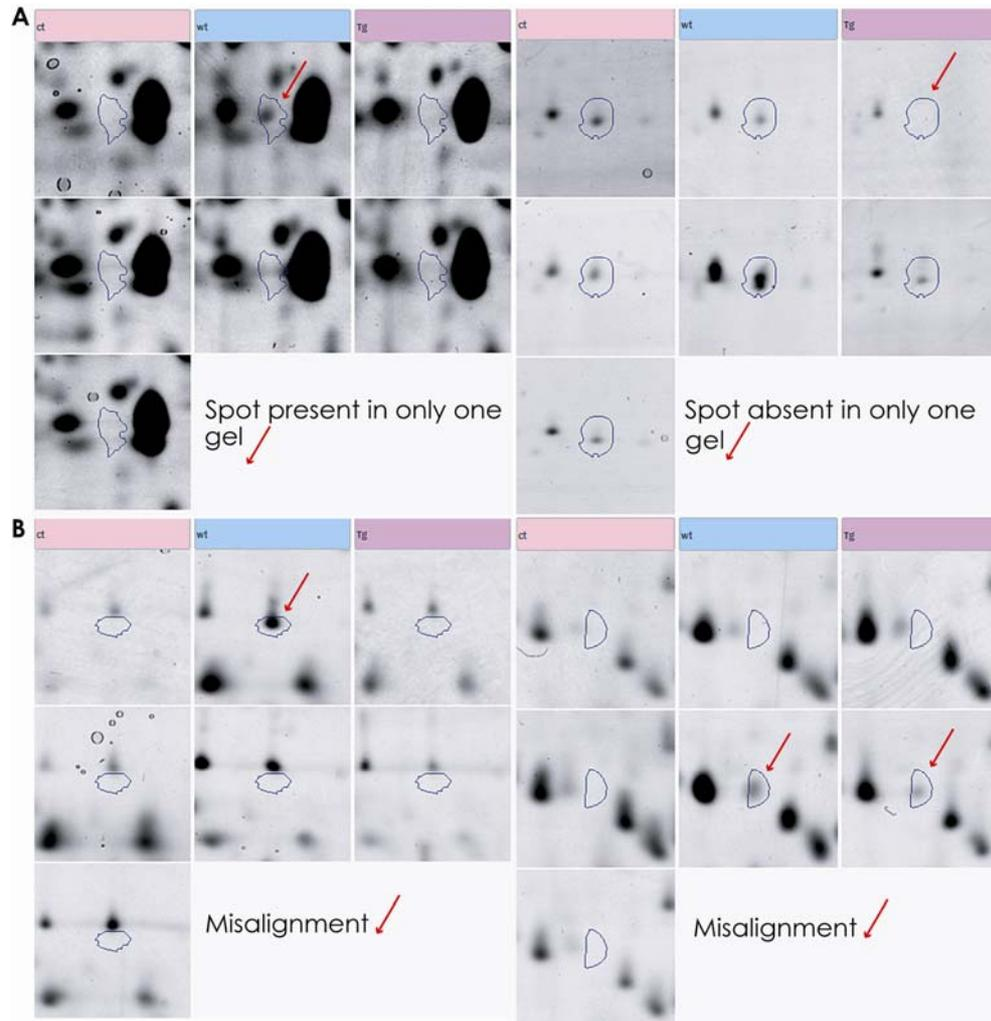 A
ct wt Tg ct wt Tg
Spot present in only one
gel
Spot absent in only one
gel
B
ct wt Tg ct wt Tg
Misalignment
Misalignment